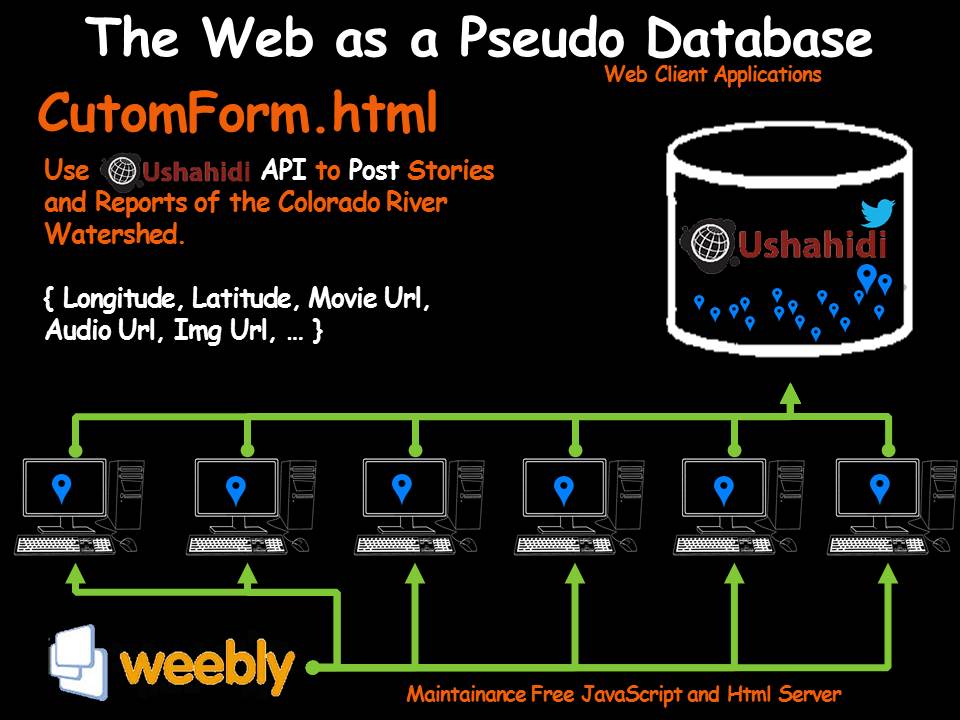 The Web as a Pseudo Database
Web Client Applications
CutomForm.html
Use Ushahidi API to Post Stories
and Reports of the Colorado River
Watershed.
{ Longitude, Latitude, Movie Url,
Audio Url, Img Url, ... }
Ushahidi
weebly
Maintainance Free JavaScript and Html Server